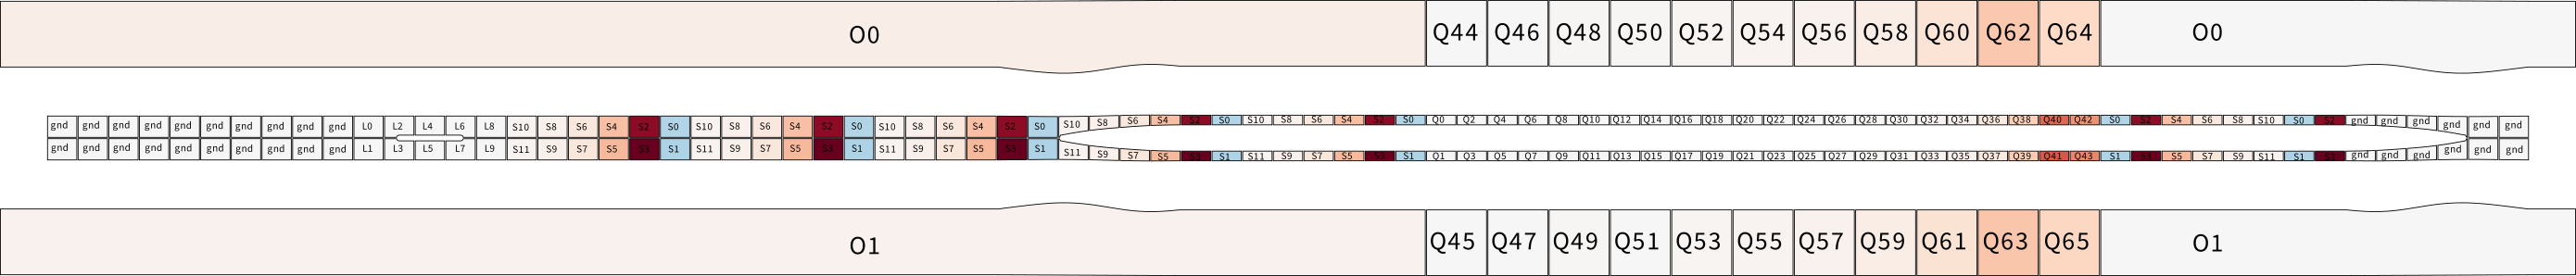 O0 Q44 Q46 Q48 Q50 Q52 Q54 Q56 Q58 Q60 Q62 Q64 O0
gnd gnd gnd gnd gnd gnd gnd gnd gnd gnd L0 L2 L4 L6 L8 S10 S8 S6 S4 S2 S0 S10 S8 S6 S4 S2 S0 S10 S8 S6 S4 S2 S0 S10 S8 S6 S4 S2 S0 S10 S8 S6 S4 S2 S0 Q0 Q2 Q4 Q6 Q8 Q10 Q12 Q14 Q16 Q18 Q20 Q22 Q24 Q26 Q28 Q30 Q32 Q34 Q36 Q38 Q40 Q42 S0 S2 S4 S6 S8 S10 S0 S2 gnd gnd gnd gnd gnd gnd
gnd gnd gnd gnd gnd gnd gnd gnd gnd gnd L1 L3 L5 L7 L9 S11 S9 S7 S5 S3 S1 S11 S9 S7 S5 S3 S1 S11 S9 S7 S5 S3 S1 S11 S9 S7 S5 S3 S1 S11 S9 S7 S5 S3 S1 Q1 Q3 Q5 Q7 Q9 Q11 Q13 Q15 Q17 Q19 Q21 Q23 Q25 Q27 Q29 Q31 Q33 Q35 Q37 Q39 Q41 Q43 S1 S3 S5 S7 S9 S11 S1 S3 gnd gnd gnd gnd gnd gnd
O1 Q45 Q47 Q49 Q51 Q53 Q55 Q57 Q59 Q61 Q63 Q65 O1